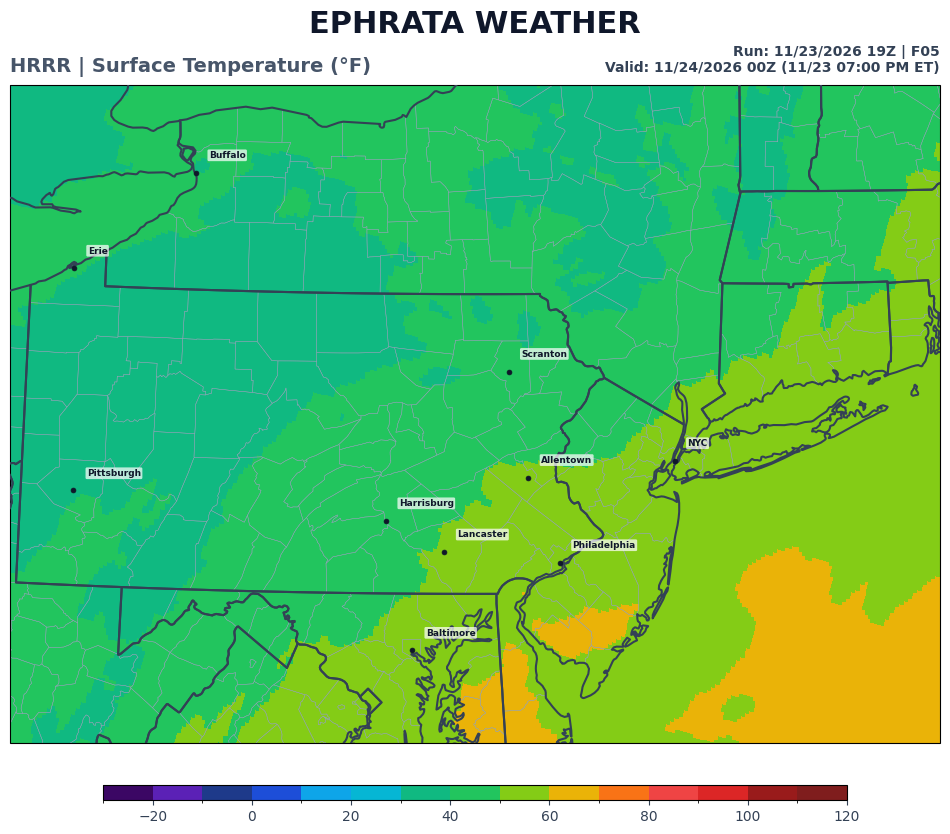 EPHRATA WEATHER
HRRR | Surface Temperature (°F)
Run: 11/23/2026 19Z | F05
Valid: 11/24/2026 00Z (11/23 07:00 PM ET)
Buffalo
Erie
Scranton
NYC
Allentown
Pittsburgh
Harrisburg
Lancaster
Philadelphia
Baltimore
−20 0 20 40 60 80 100 120